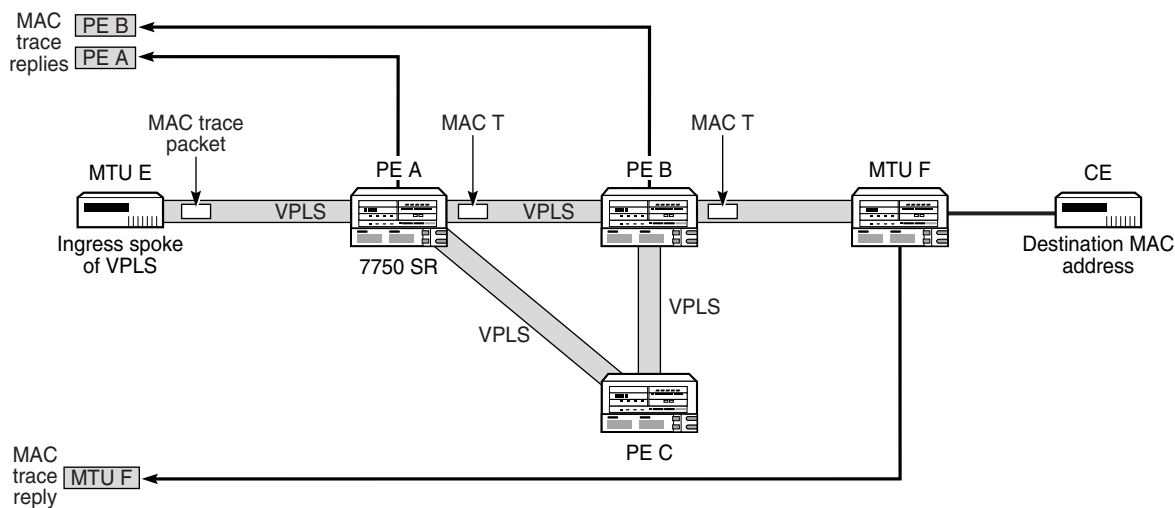 MAC
trace
replies
PE B
PE A
MAC trace
packet
MAC T
MAC T
MTU E
PE A
PE B
MTU F
CE
VPLS
VPLS
Ingress spoke
of VPLS
7750 SR
Destination MAC
address
VPLS
VPLS
PE C
MAC
trace
reply
MTU F